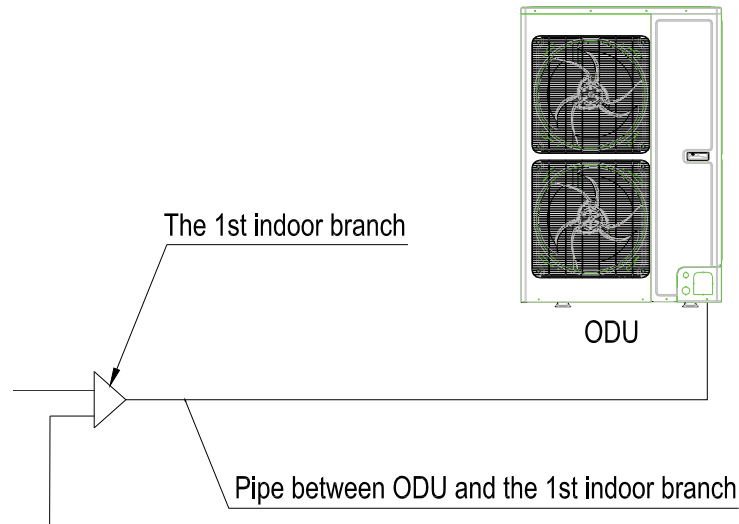 The 1st indoor branch
ODU
Pipe between ODU and the 1st indoor branch